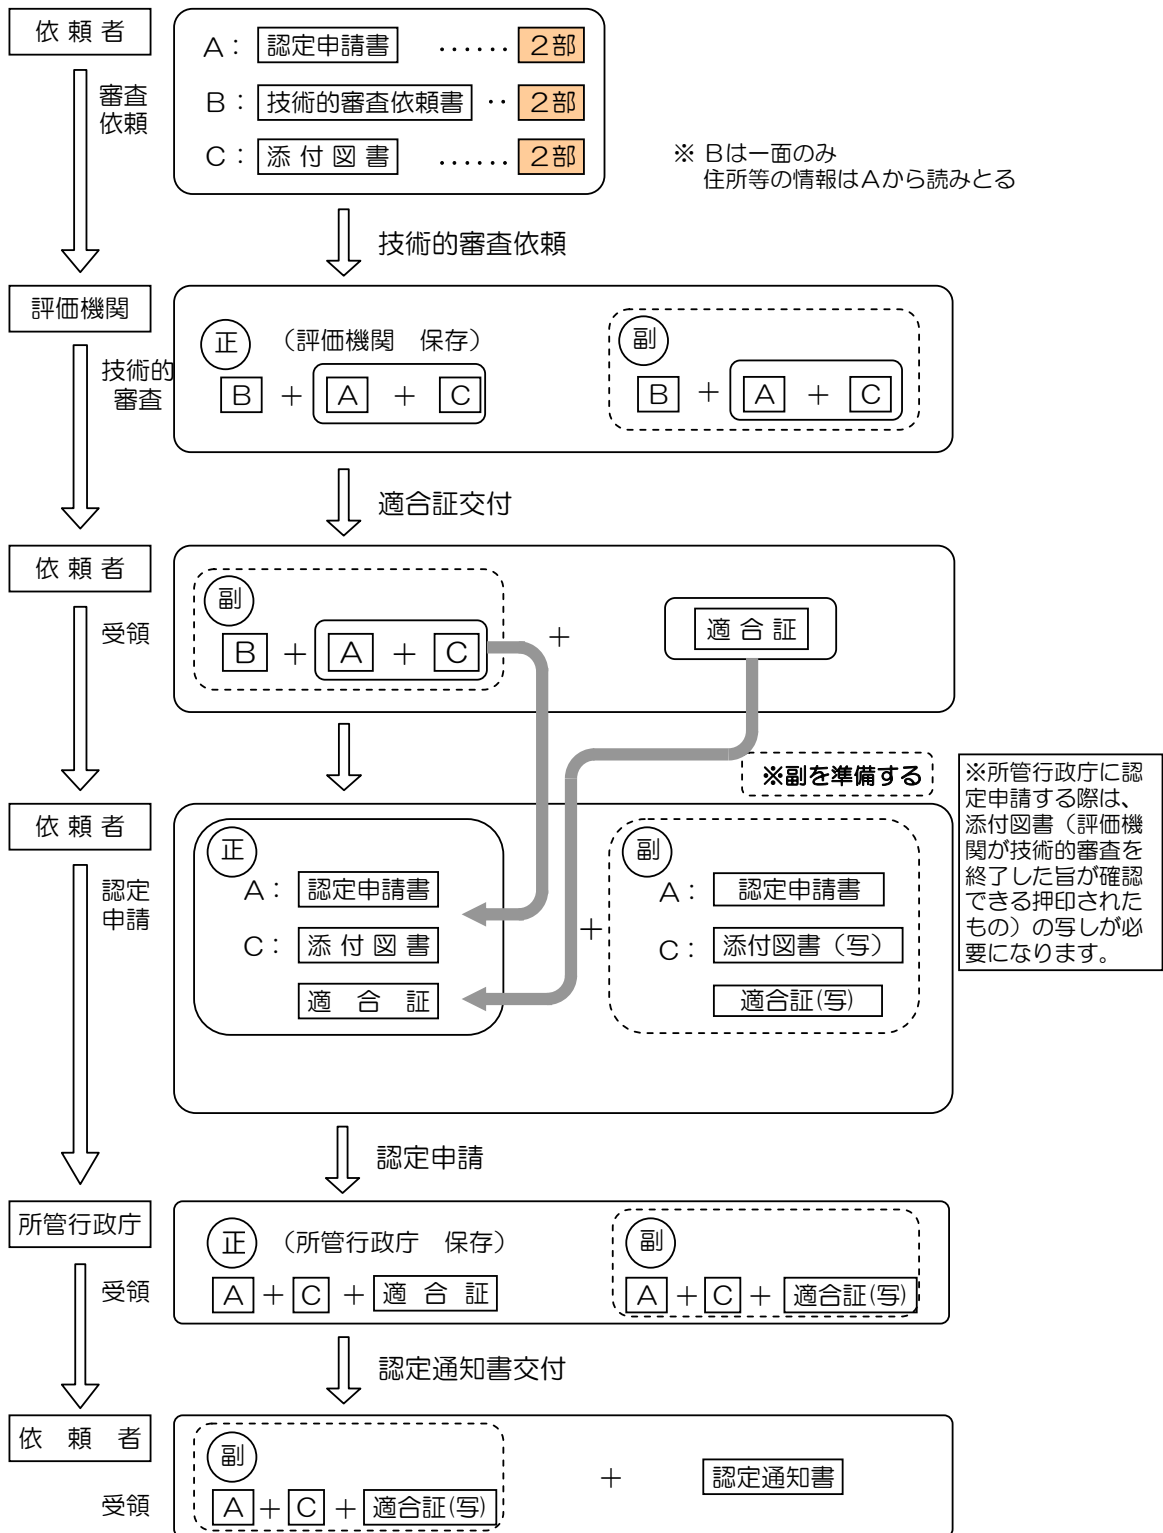 依頼者
審査
依頼
A： 認定申請書 …… ２部
B： 技術的審査依頼書 ‥ ２部
C： 添付図書 …… ２部
※ Bは一面のみ
住所等の情報はAから読みとる
技術的審査依頼
評価機関
技術的
審査
正 （評価機関　保存）
B ＋ A ＋ C
副
B ＋ A ＋ C
適合証交付
依頼者
受領
副
B ＋ A ＋ C
＋
適合証
※副を準備する
※所管行政庁に認
定申請する際は、
添付図書（評価機
関が技術的審査を
終了した旨が確認
できる押印された
もの）の写しが必
要になります。
依頼者
認定
申請
正
A： 認定申請書
C： 添付図書
適合証
＋
副
A： 認定申請書
C： 添付図書（写）
適合証(写)
認定申請
所管行政庁
受領
正 （所管行政庁　保存）
A ＋ C ＋ 適合証
副
A ＋ C ＋ 適合証(写)
認定通知書交付
依頼者
受領
副
A ＋ C ＋ 適合証(写)
＋
認定通知書